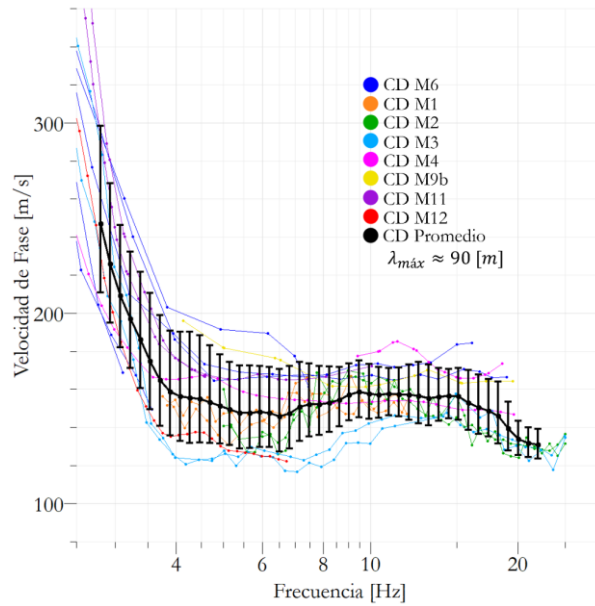 300
200
100
Velocidad de Fase [m/s]
CD M6
CD M1
CD M2
CD M3
CD M4
CD M9b
CD M11
CD M12
CD Promedio
λmáx ≈ 90 [m]
4 6 8 10 20
Frecuencia [Hz]